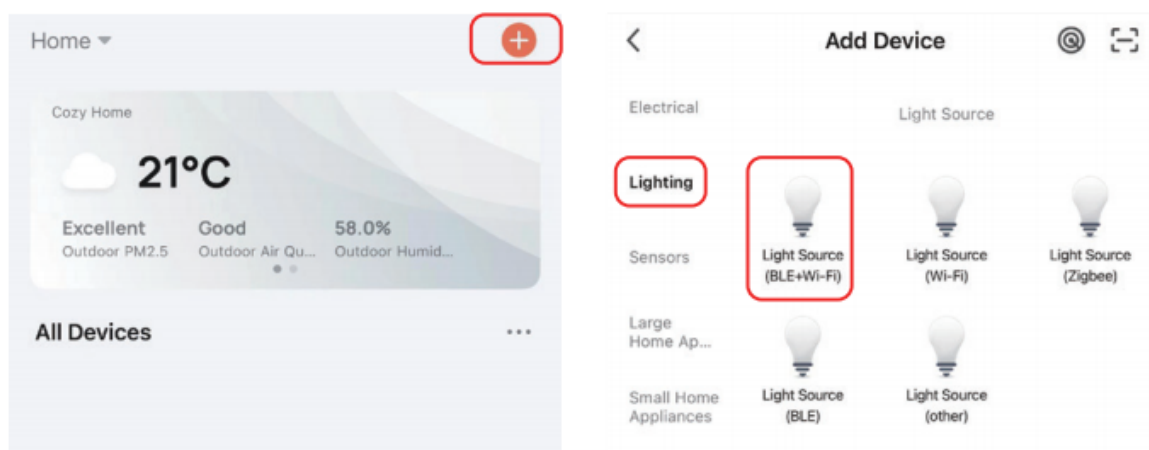 Home
Cozy Home
21°C
Excellent
Good
58.0%
Outdoor PM2.5
Outdoor Air Qu...
Outdoor Humid...
All Devices
Add Device
Electrical
Lighting
Sensors
Large
Home Ap...
Small Home
Appliances
Light Source
Light Source
(BLE+Wi-Fi)
Light Source
(Wi-Fi)
Light Source
(Zigbee)
Light Source
(BLE)
Light Source
(other)